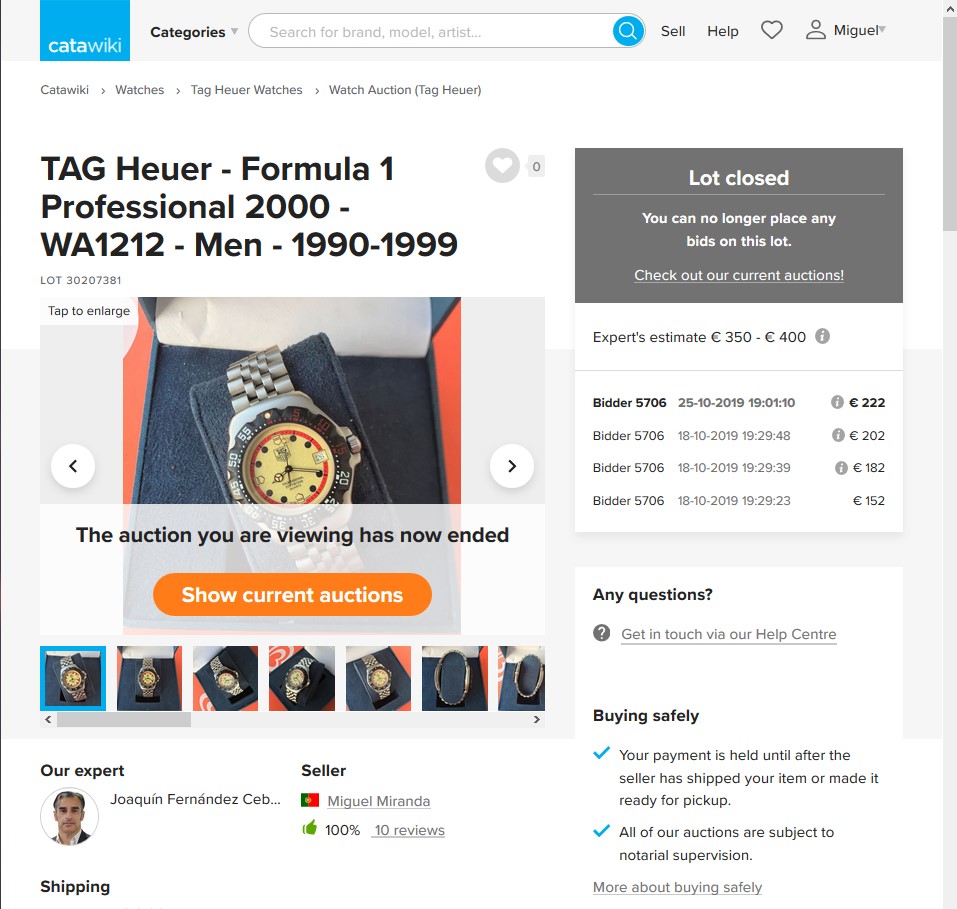 catawiki
Categories
Search for brand, model, artist...
Sell
Help
Miguel
Catawiki › Watches › Tag Heuer Watches › Watch Auction (Tag Heuer)
TAG Heuer - Formula 1
Professional 2000 -
WA1212 - Men - 1990-1999
0
LOT 30207381
Tap to enlarge
The auction you are viewing has now ended
Show current auctions
Lot closed
You can no longer place any
bids on this lot.
Check out our current auctions!
Expert's estimate € 350 - € 400
Bidder 5706 25-10-2019 19:01:10 € 222
Bidder 5706 18-10-2019 19:29:48 € 202
Bidder 5706 18-10-2019 19:29:39 € 182
Bidder 5706 18-10-2019 19:29:23 € 152
Any questions?
Get in touch via our Help Centre
Buying safely
Your payment is held until after the
seller has shipped your item or made it
ready for pickup.
All of our auctions are subject to
notarial supervision.
More about buying safely
Our expert
Joaquín Fernández Ceb...
Seller
Miguel Miranda
100% 10 reviews
Shipping